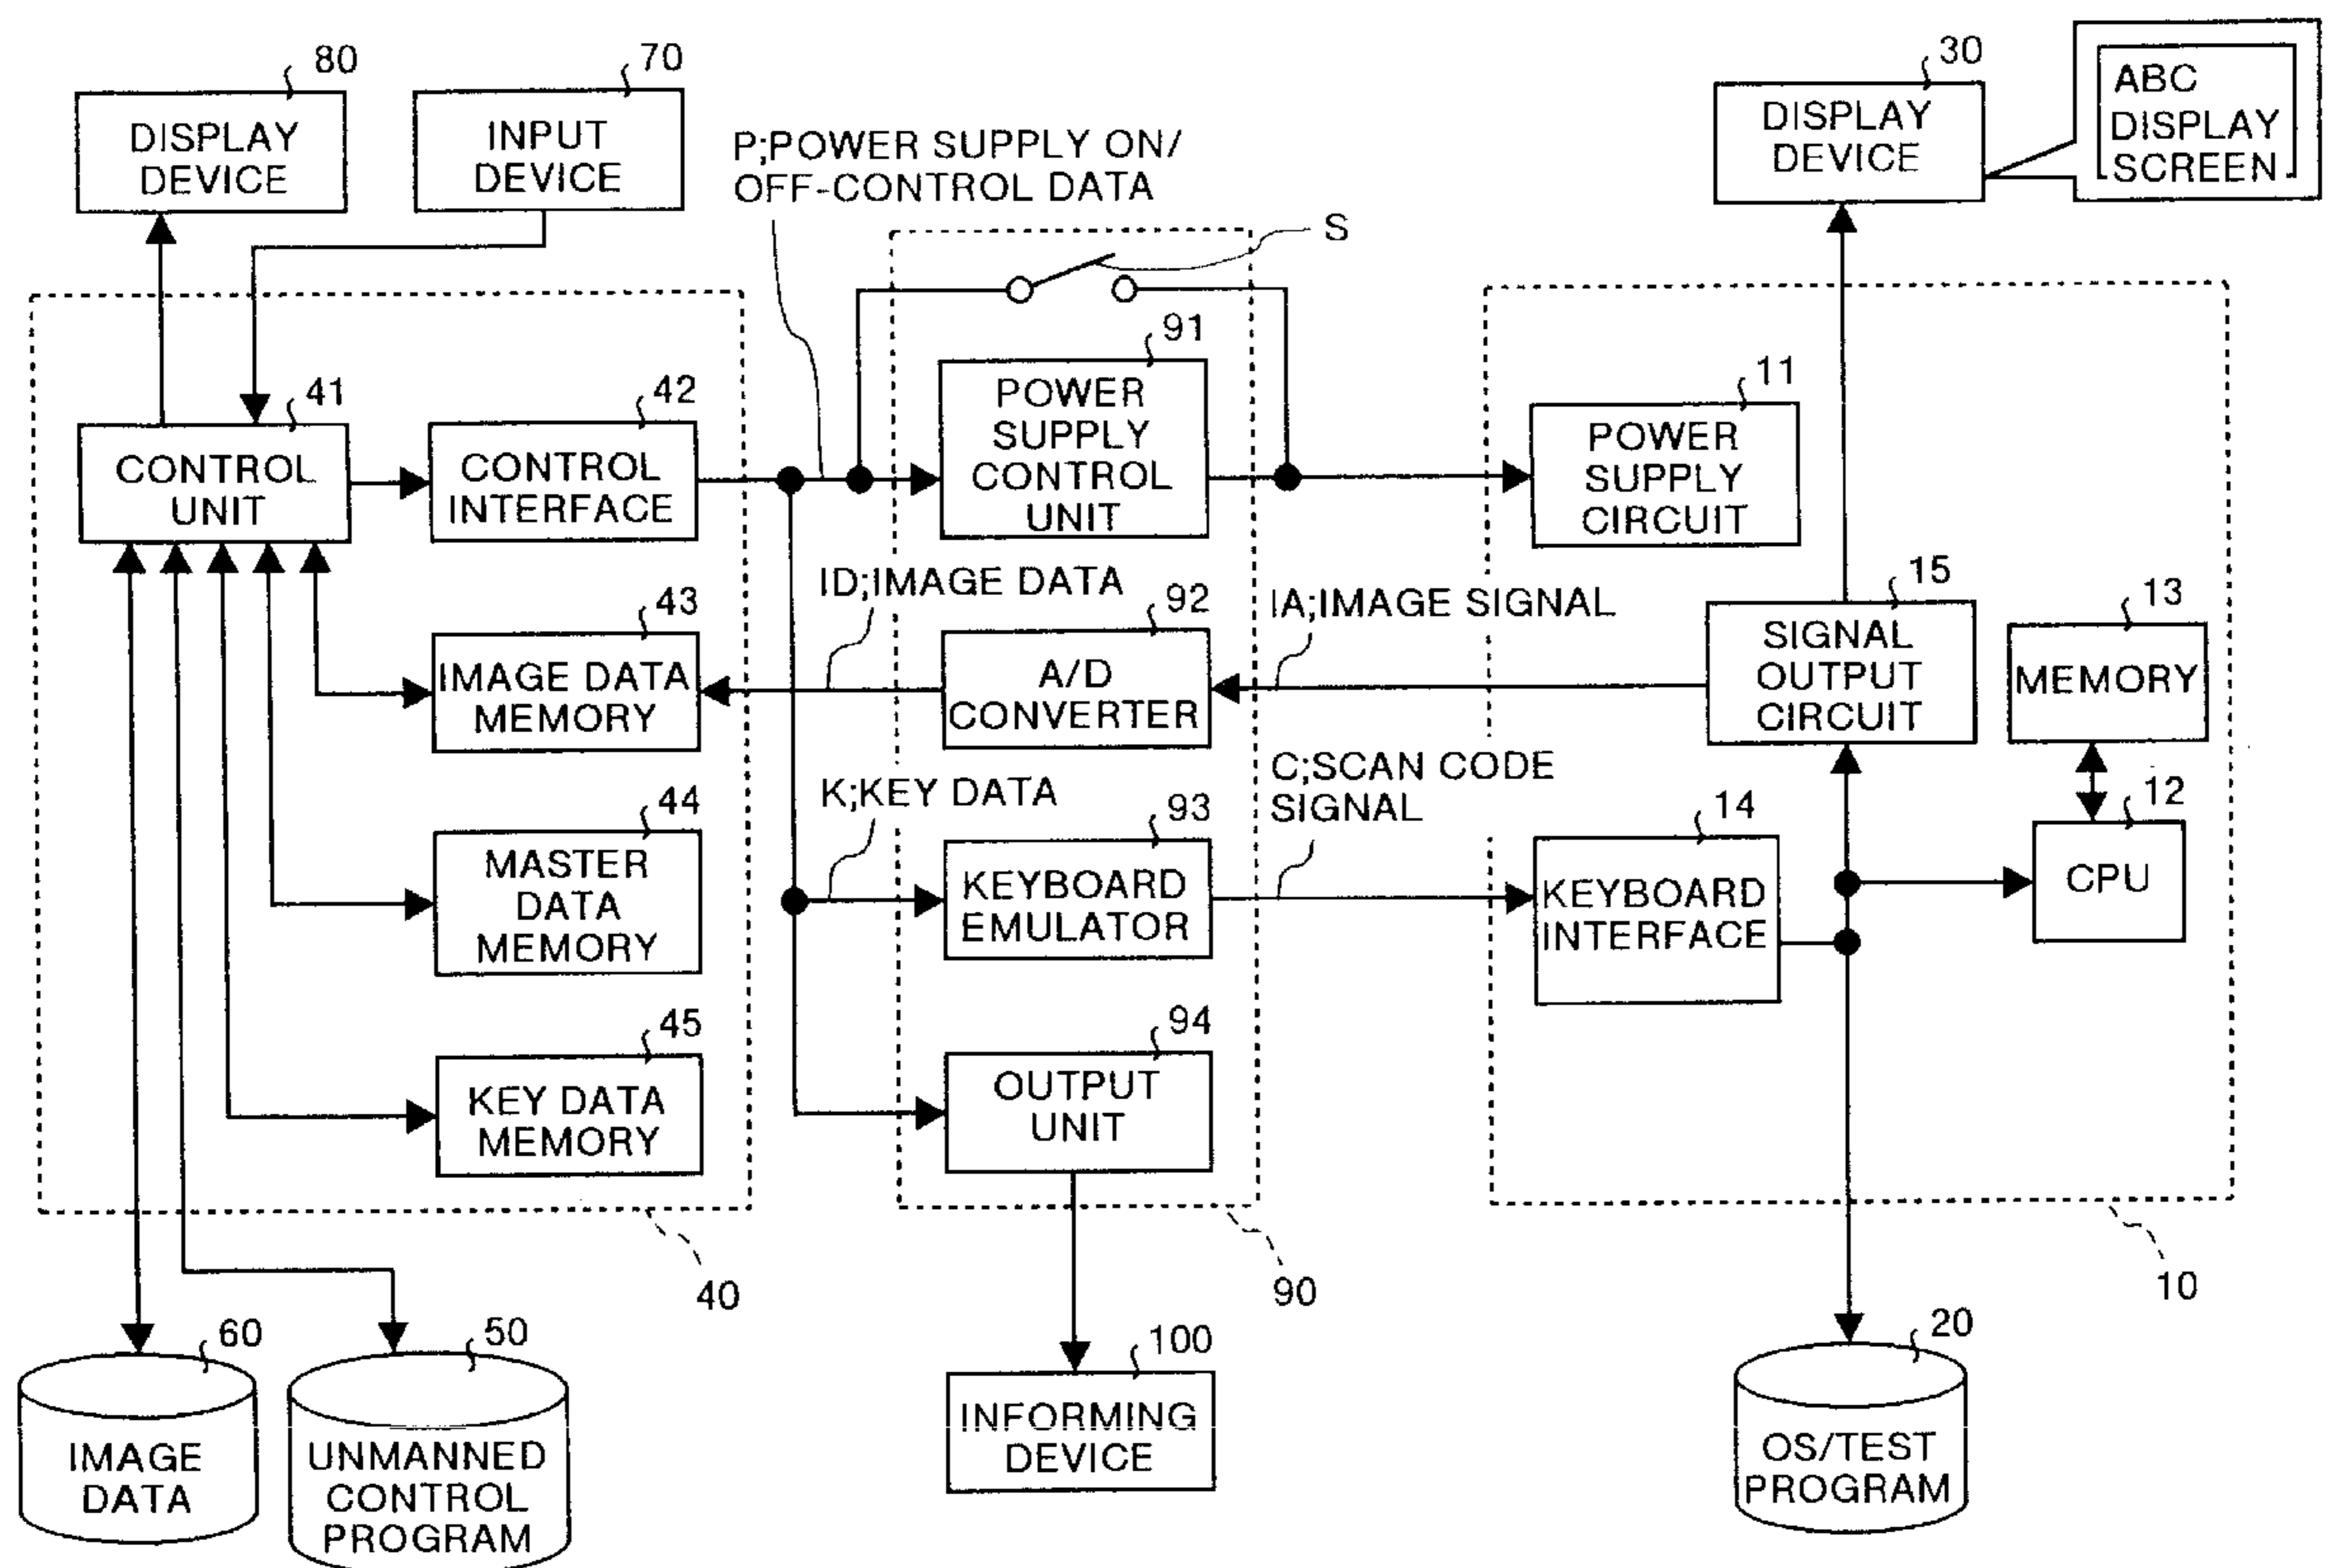 80
DISPLAY
DEVICE
70
INPUT
DEVICE
P;POWER SUPPLY ON/
OFF-CONTROL DATA
S
30
DISPLAY
DEVICE
ABC
DISPLAY
SCREEN
41
CONTROL
UNIT
42
CONTROL
INTERFACE
91
POWER
SUPPLY
CONTROL
UNIT
11
POWER
SUPPLY
CIRCUIT
43
IMAGE DATA
MEMORY
ID;IMAGE DATA
92
A/D
CONVERTER
IA;IMAGE SIGNAL
15
SIGNAL
OUTPUT
CIRCUIT
13
MEMORY
44
MASTER
DATA
MEMORY
K;KEY DATA
93
KEYBOARD
EMULATOR
C;SCAN CODE
SIGNAL
14
KEYBOARD
INTERFACE
12
CPU
45
KEY DATA
MEMORY
94
OUTPUT
UNIT
40
90
10
60
IMAGE
DATA
50
UNMANNED
CONTROL
PROGRAM
100
INFORMING
DEVICE
20
OS/TEST
PROGRAM